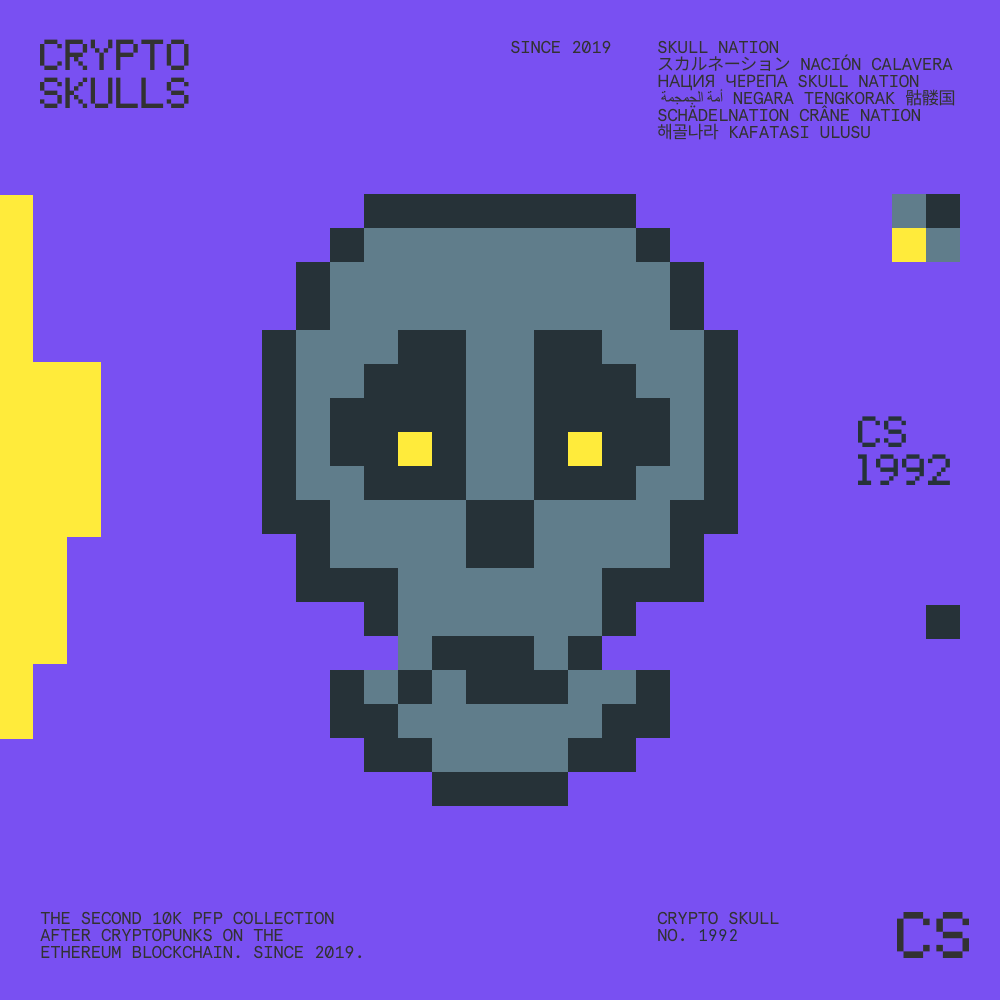 CRYPTO
SKULLS
SINCE 2019
SKULL NATION
スカルネーション NACIÓN CALAVERA
НАЦИЯ ЧЕРЕПА SKULL NATION
أمة الجمجمة NEGARA TENGKORAK 骷髅国
SCHÄDELNATION CRÂNE NATION
해골나라 KAFATASI ULUSU
CS
1992
THE SECOND 10K PFP COLLECTION
AFTER CRYPTOPUNKS ON THE
ETHEREUM BLOCKCHAIN. SINCE 2019.
CRYPTO SKULL
NO. 1992
CS